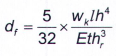 d_f = 5/32 × w_k l h^4 / E t h_r^3